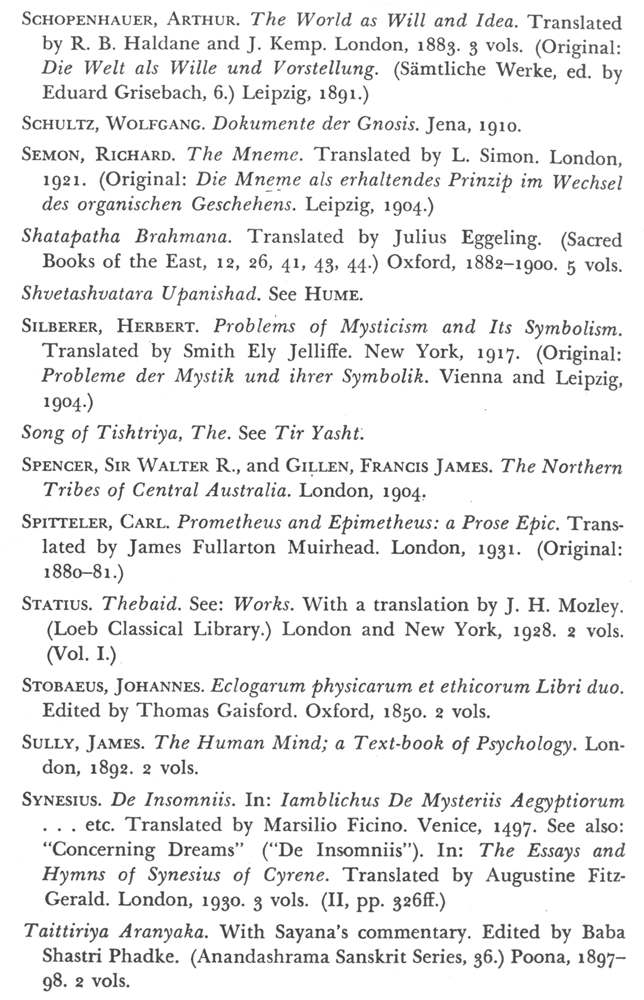 SCHOPENHAUER, ARTHUR. The World as Will and Idea. Translated
by R. B. Haldane and J. Kemp. London, 1883. 3 vols. (Original:
Die Welt als Wille und Vorstellung. (Sämtliche Werke, ed. by
Eduard Grisebach, 6.) Leipzig, 1891.)
SCHULTZ, WOLFGANG. Dokumente der Gnosis. Jena, 1910.
SEMON, RICHARD. The Mneme. Translated by L. Simon. London,
1921. (Original: Die Mneme als erhaltendes Prinzip im Wechsel
des organischen Geschehens. Leipzig, 1904.)
Shatapatha Brahmana. Translated by Julius Eggeling. (Sacred
Books of the East, 12, 26, 41, 43, 44.) Oxford, 1882–1900. 5 vols.
Shvetashvatara Upanishad. See HUME.
SILBERER, HERBERT. Problems of Mysticism and Its Symbolism.
Translated by Smith Ely Jelliffe. New York, 1917. (Original:
Probleme der Mystik und ihrer Symbolik. Vienna and Leipzig,
1904.)
Song of Tishtriya, The. See Tir Yasht.
SPENCER, SIR WALTER R., and GILLEN, FRANCIS JAMES. The Northern
Tribes of Central Australia. London, 1904.
SPITTELER, CARL. Prometheus and Epimetheus: a Prose Epic. Trans-
lated by James Fullarton Muirhead. London, 1931. (Original:
1880–81.)
STATIUS. Thebaid. See: Works. With a translation by J. H. Mozley.
(Loeb Classical Library.) London and New York, 1928. 2 vols.
(Vol. I.)
STOBAEUS, JOHANNES. Eclogarum physicarum et ethicorum Libri duo.
Edited by Thomas Gaisford. Oxford, 1850. 2 vols.
SULLY, JAMES. The Human Mind; a Text-book of Psychology. Lon-
don, 1892. 2 vols.
SYNESIUS. De Insomniis. In: Iamblichus De Mysteriis Aegyptiorum
. . . etc. Translated by Marsilio Ficino. Venice, 1497. See also:
“Concerning Dreams” (“De Insomniis”). In: The Essays and
Hymns of Synesius of Cyrene. Translated by Augustine Fitz-
Gerald. London, 1930. 3 vols. (II, pp. 326ff.)
Taittiriya Aranyaka. With Sayana’s commentary. Edited by Baba
Shastri Phadke. (Anandashrama Sanskrit Series, 36.) Poona, 1897–
98. 2 vols.